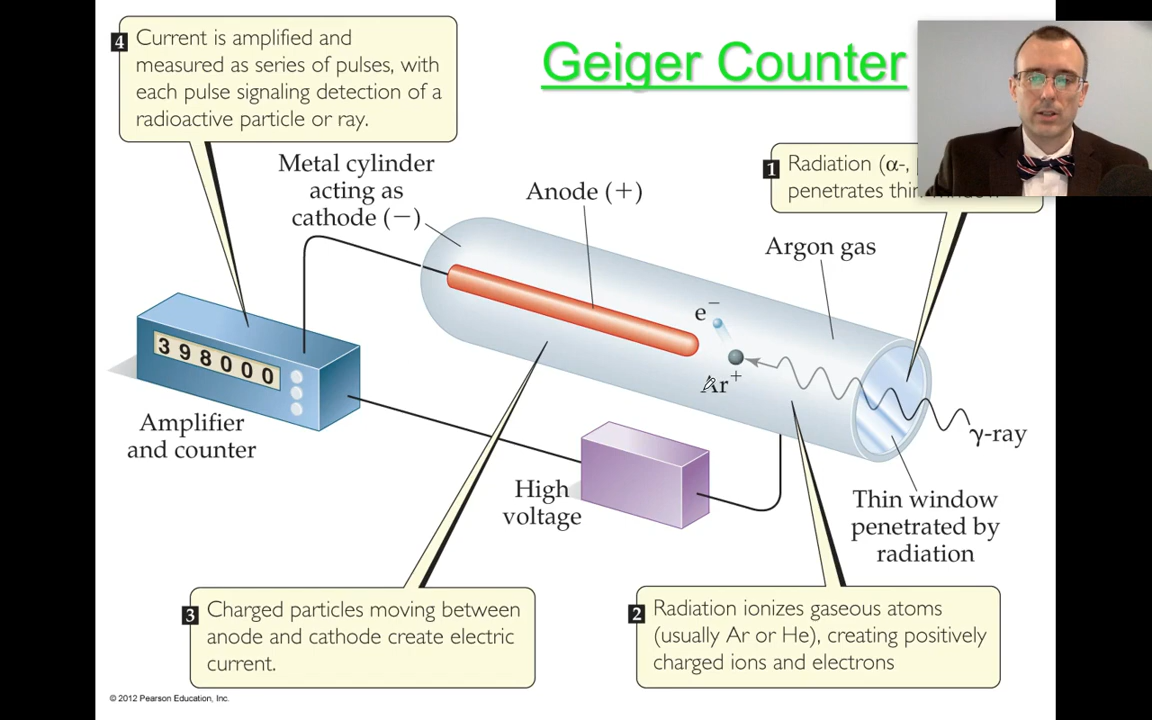 Geiger Counter
4 Current is amplified and
measured as series of pulses, with
each pulse signaling detection of a
radioactive particle or ray.
Metal cylinder
acting as
cathode (−)
Anode (+)
1 Radiation (α-,
penetrates thin
Argon gas
e−
Ar+
γ-ray
398000
Amplifier
and counter
High
voltage
Thin window
penetrated by
radiation
3 Charged particles moving between
anode and cathode create electric
current.
2 Radiation ionizes gaseous atoms
(usually Ar or He), creating positively
charged ions and electrons
© 2012 Pearson Education, Inc.